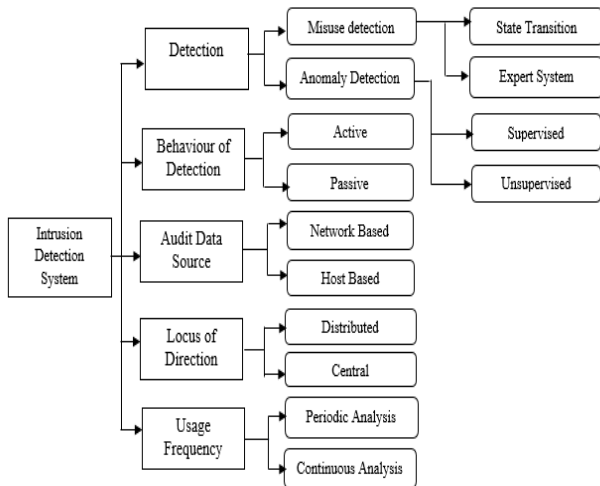 Intrusion
Detection
System
Detection
Misuse detection
State Transition
Expert System
Anomaly Detection
Supervised
Unsupervised
Behaviour of
Detection
Active
Passive
Audit Data
Source
Network Based
Host Based
Locus of
Direction
Distributed
Central
Usage
Frequency
Periodic Analysis
Continuous Analysis